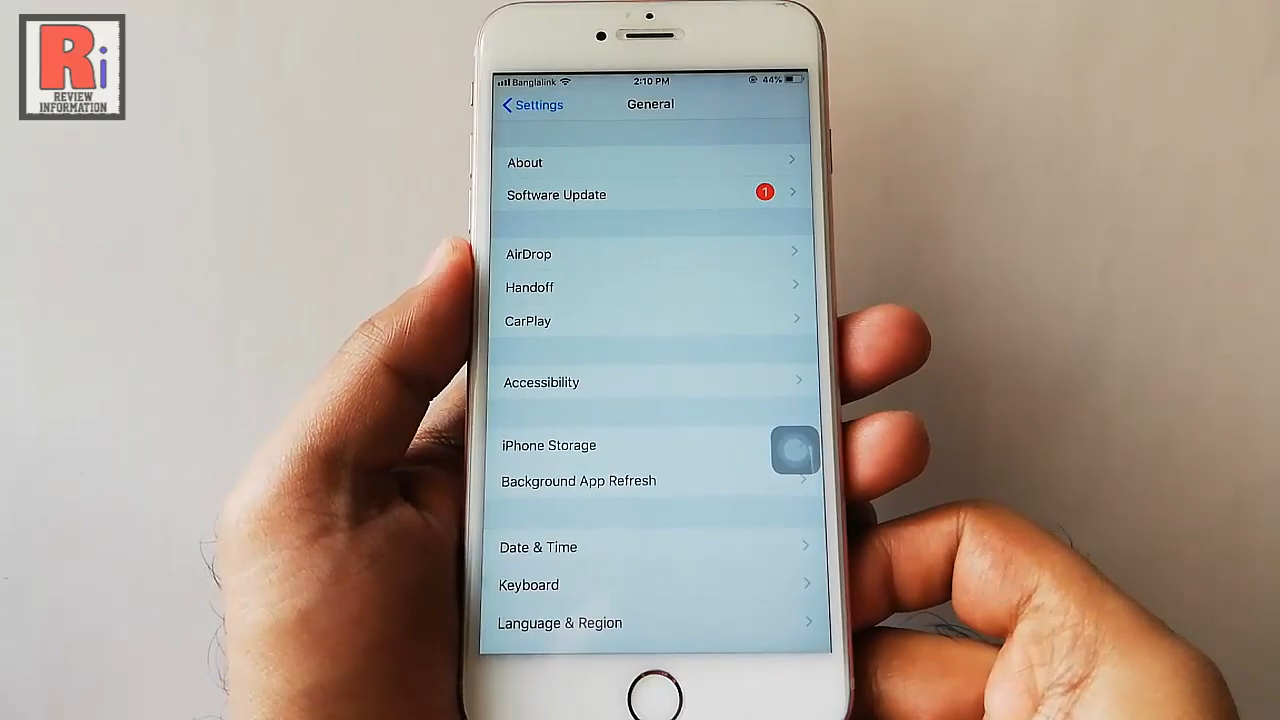 Ri
REVIEW
INFORMATION
Banglalink 2:10 PM 44%
Settings General
About
Software Update 1
AirDrop
Handoff
CarPlay
Accessibility
iPhone Storage
Background App Refresh
Date & Time
Keyboard
Language & Region